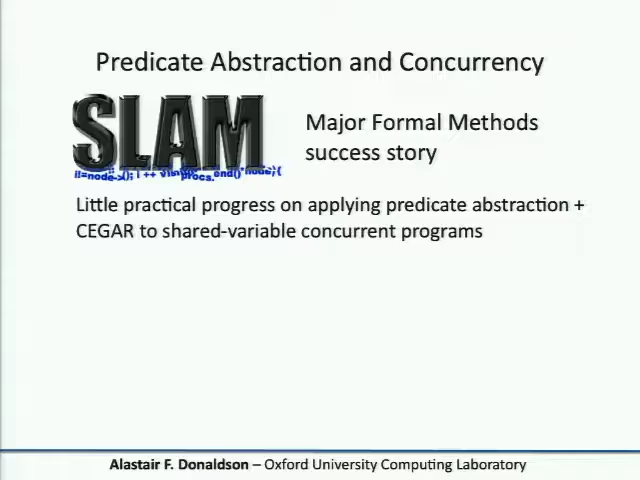 Predicate Abstraction and Concurrency
SLAM
Major Formal Methods
success story
Little practical progress on applying predicate abstraction +
CEGAR to shared-variable concurrent programs
Alastair F. Donaldson – Oxford University Computing Laboratory